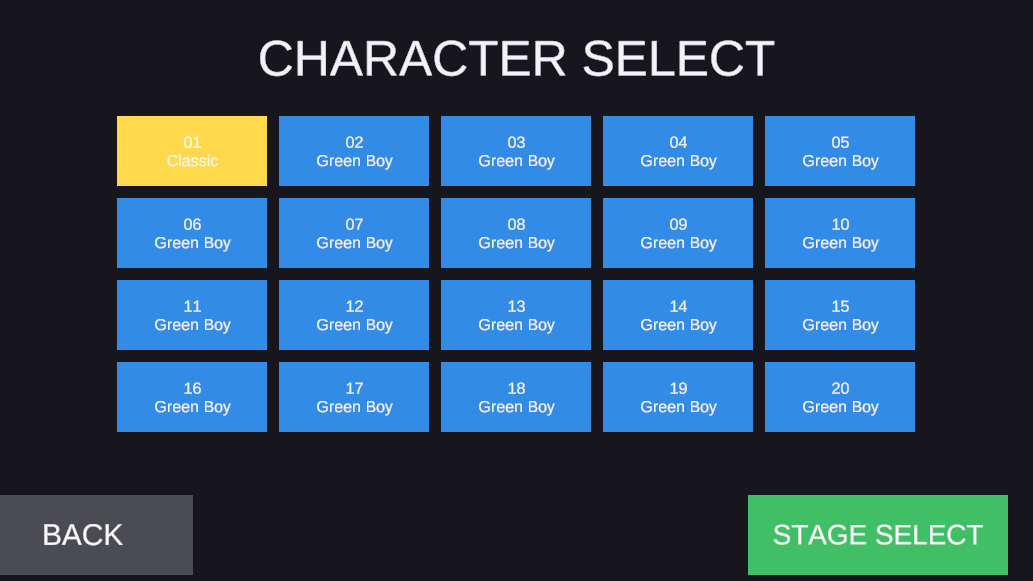 CHARACTER SELECT
01
Classic
02
Green Boy
03
Green Boy
04
Green Boy
05
Green Boy
06
Green Boy
07
Green Boy
08
Green Boy
09
Green Boy
10
Green Boy
11
Green Boy
12
Green Boy
13
Green Boy
14
Green Boy
15
Green Boy
16
Green Boy
17
Green Boy
18
Green Boy
19
Green Boy
20
Green Boy
BACK
STAGE SELECT